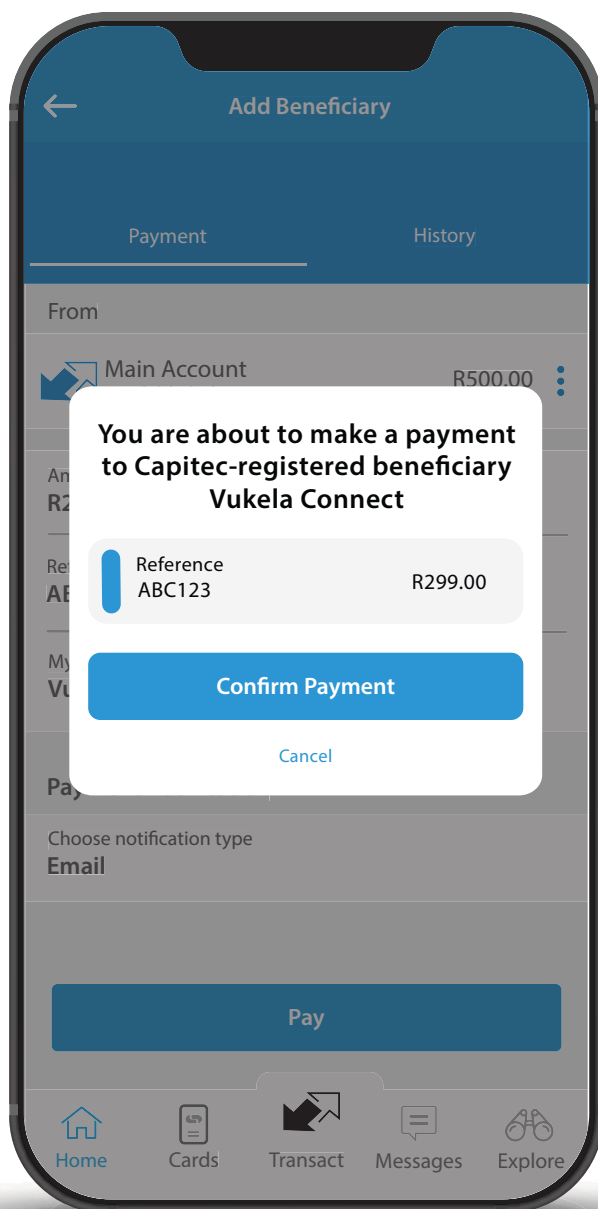 Add Beneficiary
Payment
History
From
Main Account
R500.00
You are about to make a payment
to Capitec-registered beneficiary
Vukela Connect
Reference
ABC123
R299.00
Confirm Payment
Cancel
Choose notification type
Email
Pay
Home
Cards
Transact
Messages
Explore